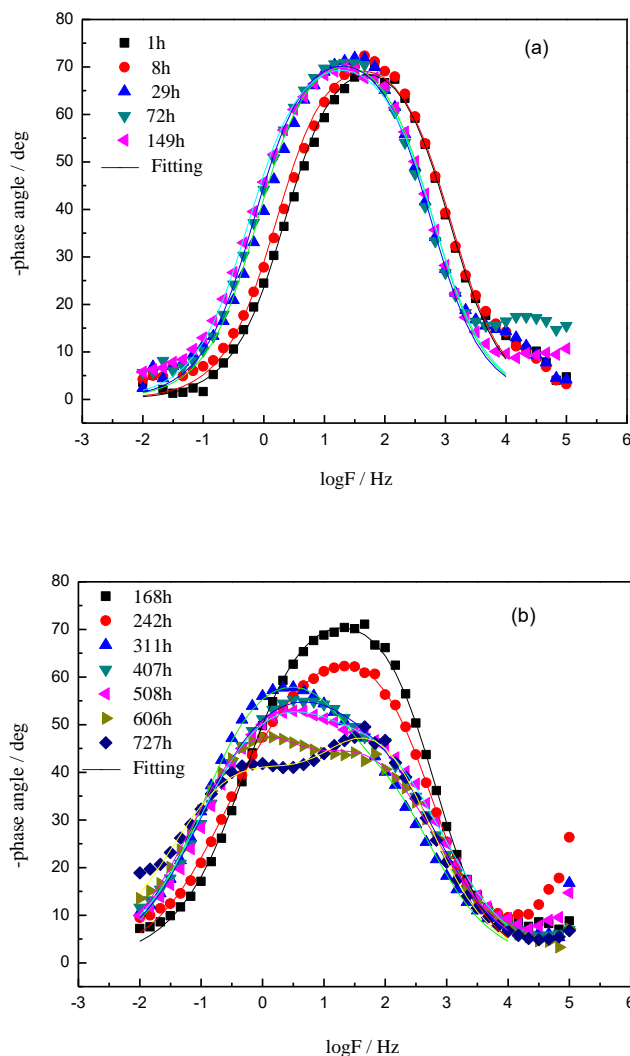 80
(a)
1h
70
8h
29h
60
72h
149h
50
Fitting
40
30
20
10
0
-phase angle / deg
-3 -2 -1 0 1 2 3 4 5 6
logF / Hz
80
(b)
168h
70
242h
311h
60
407h
508h
50
606h
727h
40
Fitting
30
20
10
0
-phase angle / deg
-3 -2 -1 0 1 2 3 4 5 6
logF / Hz